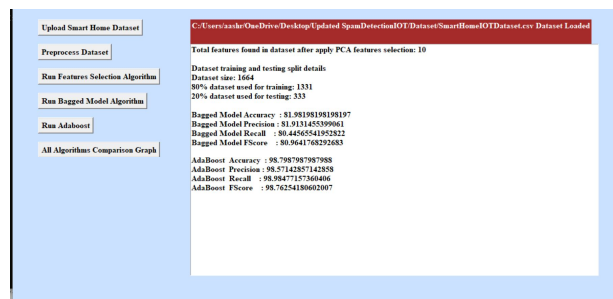 Upload Smart Home Dataset
Preprocess Dataset
Run Features Selection Algorithm
Run Bagged Model Algorithm
Run Adaboost
All Algorithms Comparison Graph
C:/Users/aashr/OneDrive/Desktop/Updated SpamDetectionIOT/Dataset/SmartHomeIOTDataset.csv Dataset Loaded
Total features found in dataset after apply PCA features selection: 10
Dataset training and testing split details
Dataset size: 1664
80% dataset used for training: 1331
20% dataset used for testing: 333
Bagged Model Accuracy : 81.98198198198197
Bagged Model Precision : 81.9131455399061
Bagged Model Recall : 80.44565541952822
Bagged Model FScore : 80.9641768292683
AdaBoost Accuracy : 98.7987987987988
AdaBoost Precision : 98.57142857142858
AdaBoost Recall : 98.98477157360406
AdaBoost FScore : 98.76254180602007